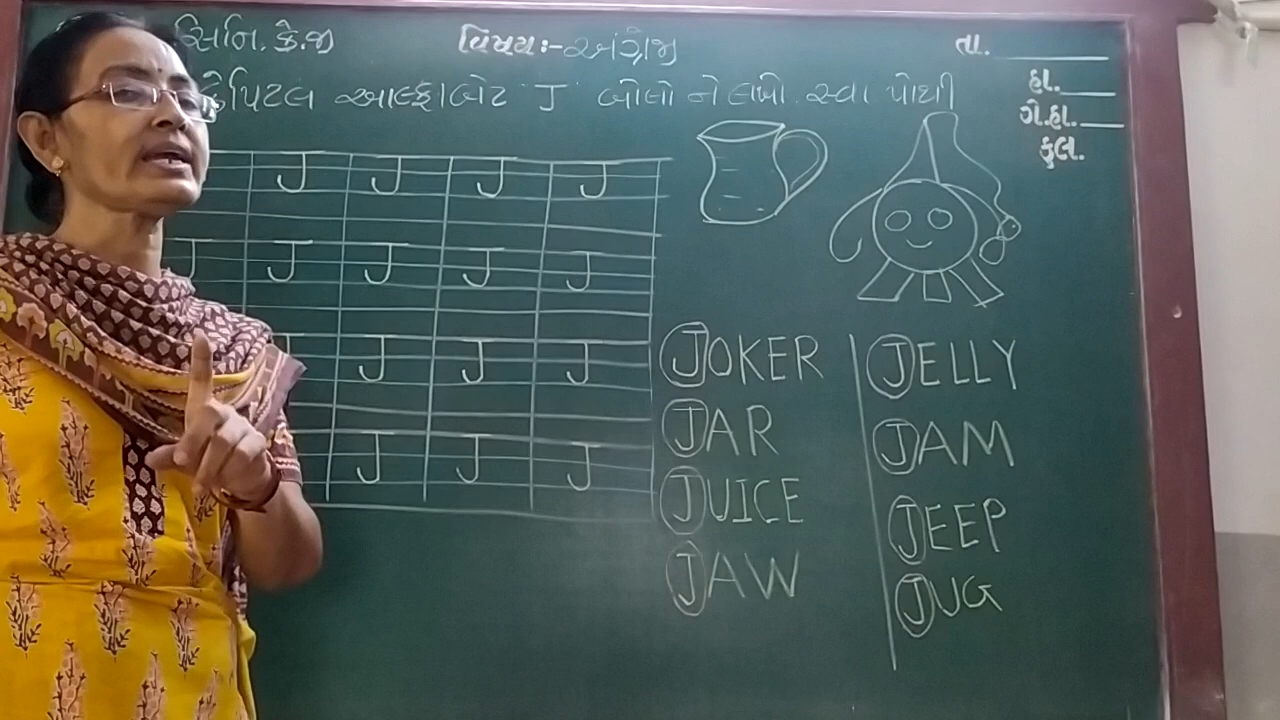 સિનિ. કે.જી વિષય:- અંગ્રેજી તા.
કેપિટલ આલ્ફાબેટ J બોલો ને લખો. સ્વા પોથી
હા.
ગે.હા.
કુલ.
J J J J
J J J J J
J J J
J J J
JOKER JELLY
JAR JAM
JUICE JEEP
JAW JUG